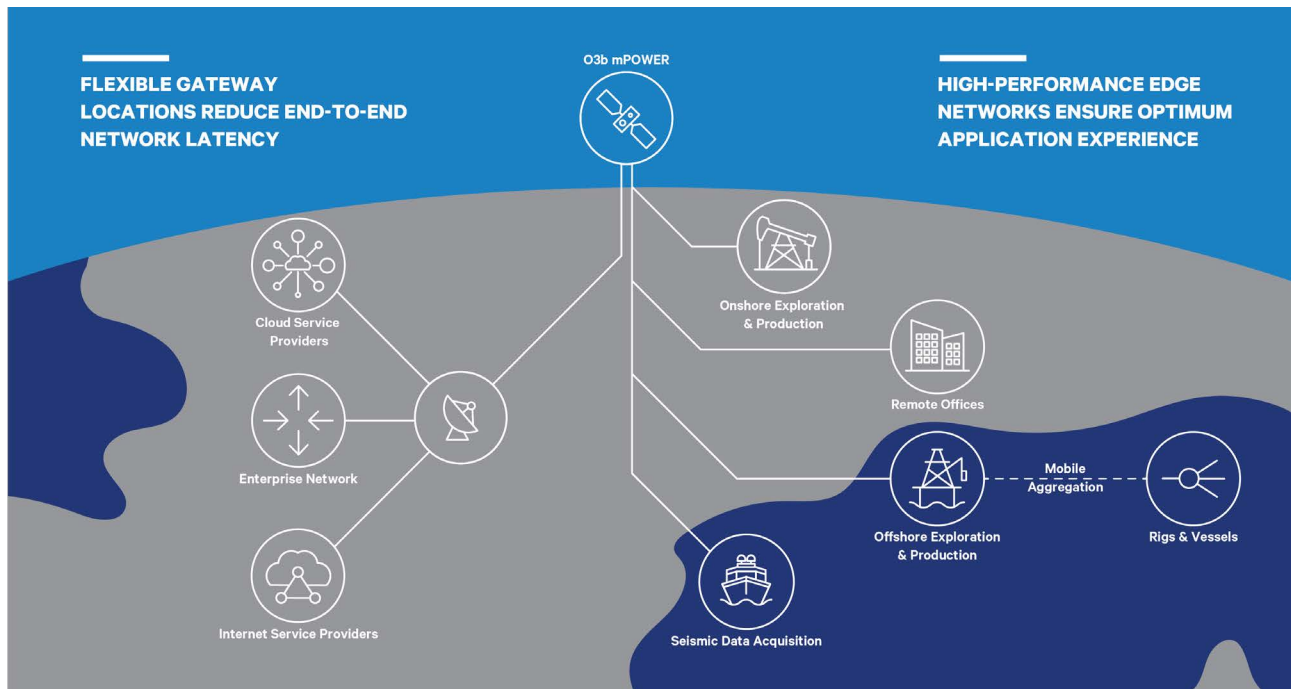 FLEXIBLE GATEWAY
LOCATIONS REDUCE END-TO-END
NETWORK LATENCY
O3b mPOWER
HIGH-PERFORMANCE EDGE
NETWORKS ENSURE OPTIMUM
APPLICATION EXPERIENCE
Cloud Service
Providers
Enterprise Network
Internet Service Providers
Onshore Exploration
& Production
Remote Offices
Offshore Exploration
& Production
Mobile
Aggregation
Rigs & Vessels
Seismic Data Acquisition